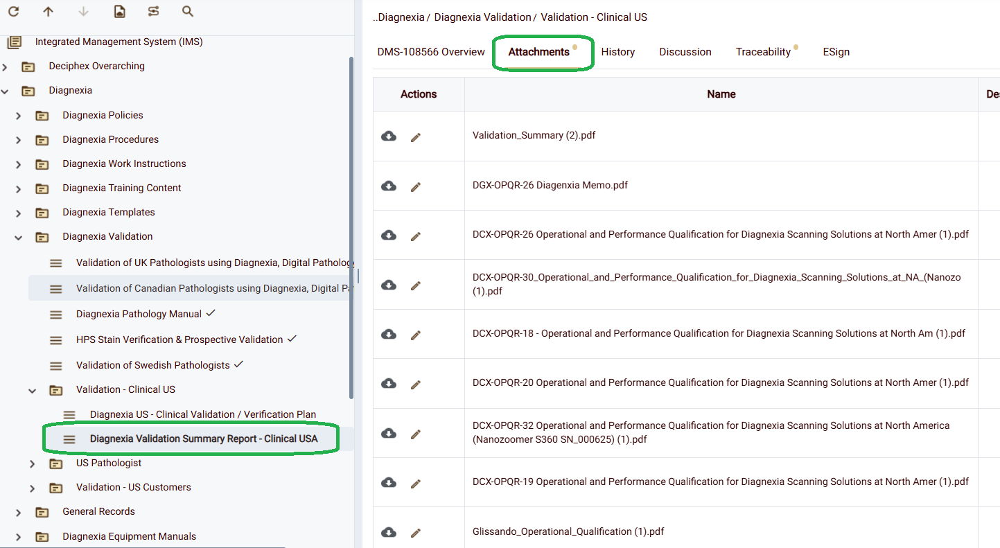 Integrated Management System (IMS)
Deciphex Overarching
Diagnexia
Diagnexia Policies
Diagnexia Procedures
Diagnexia Work Instructions
Diagnexia Training Content
Diagnexia Templates
Diagnexia Validation
Validation of UK Pathologists using Diagnexia, Digital
Validation of Canadian Pathologists using Diagnexia, Digital
Diagnexia Pathology Manual
HPS Stain Verification & Prospective Validation
Validation of Swedish Pathologists
Validation - Clinical US
Diagnexia US - Clinical Validation / Verification Plan
Diagnexia Validation Summary Report - Clinical USA
US Pathologist
Validation - US Customers
General Records
Diagnexia Equipment Manuals
..Diagnexia / Diagnexia Validation / Validation - Clinical US
DMS-108566 Overview Attachments History Discussion Traceability ESign
Actions Name
Validation_Summary (2).pdf
DGX-OPQR-26 Diagenxia Memo.pdf
DCX-OPQR-26 Operational and Performance Qualification for Diagnexia Scanning Solutions at North Amer (1).pdf
DCX-OPQR-30_Operational_and_Performance_Qualification_for_Diagnexia_Scanning_Solutions_at_NA_(Nanozo
(1).pdf
DCX-OPQR-18 - Operational and Performance Qualification for Diagnexia Scanning Solutions at North Am (1).pdf
DCX-OPQR-20 Operational and Performance Qualification for Diagnexia Scanning Solutions at North Amer (1).pdf
DCX-OPQR-32 Operational and Performance Qualification for Diagnexia Scanning Solutions at North America
(Nanozoomer S360 SN_000625) (1).pdf
DCX-OPQR-19 Operational and Performance Qualification for Diagnexia Scanning Solutions at North Amer (1).pdf
Glissando_Operational_Qualification (1).pdf